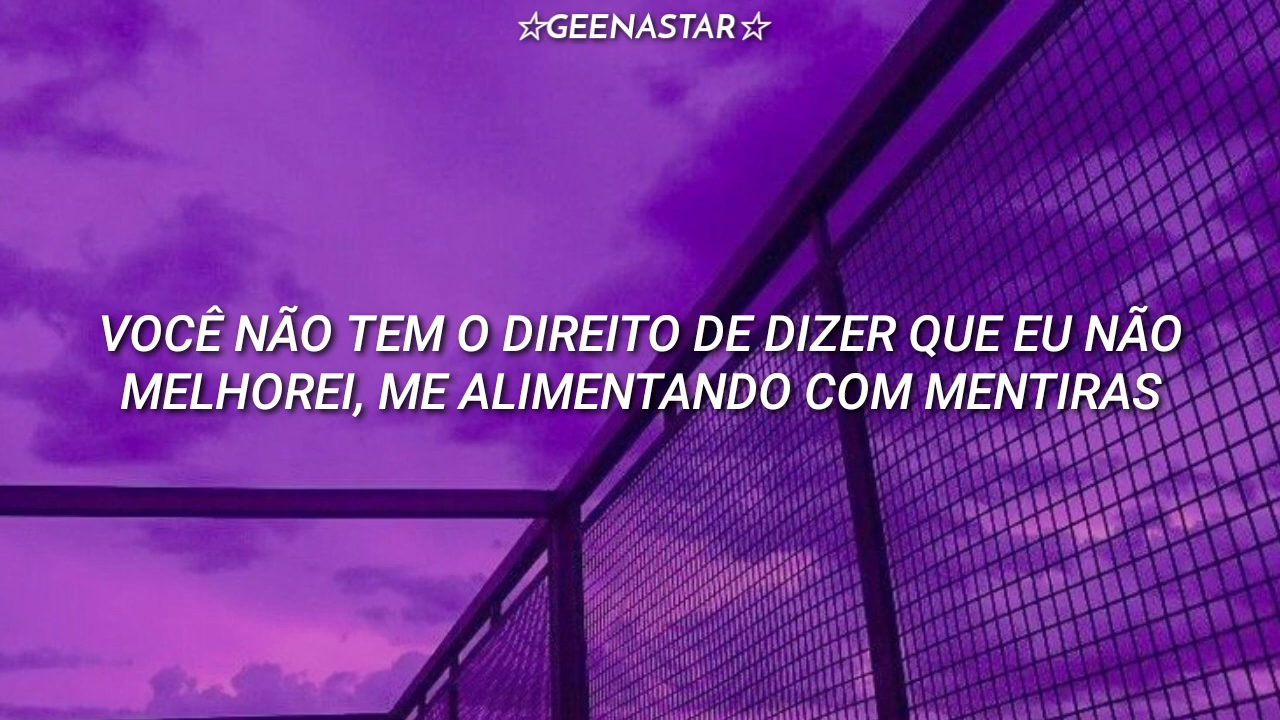 ☆GEENASTAR☆
VOCÊ NÃO TEM O DIREITO DE DIZER QUE EU NÃO
MELHOREI, ME ALIMENTANDO COM MENTIRAS